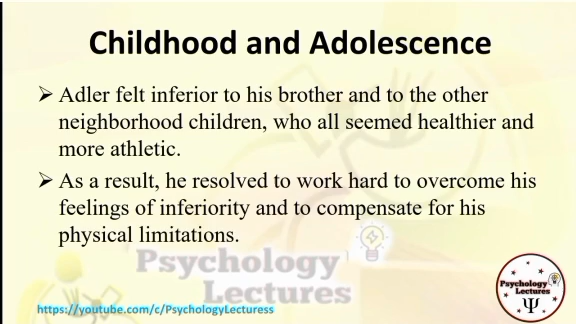 Childhood and Adolescence
➢ Adler felt inferior to his brother and to the other
neighborhood children, who all seemed healthier and
more athletic.
➢ As a result, he resolved to work hard to overcome his
feelings of inferiority and to compensate for his
physical limitations.
Psychology
Lectures
https://youtube.com/c/PsychologyLecturess
Psychology
Lectures
Ψ